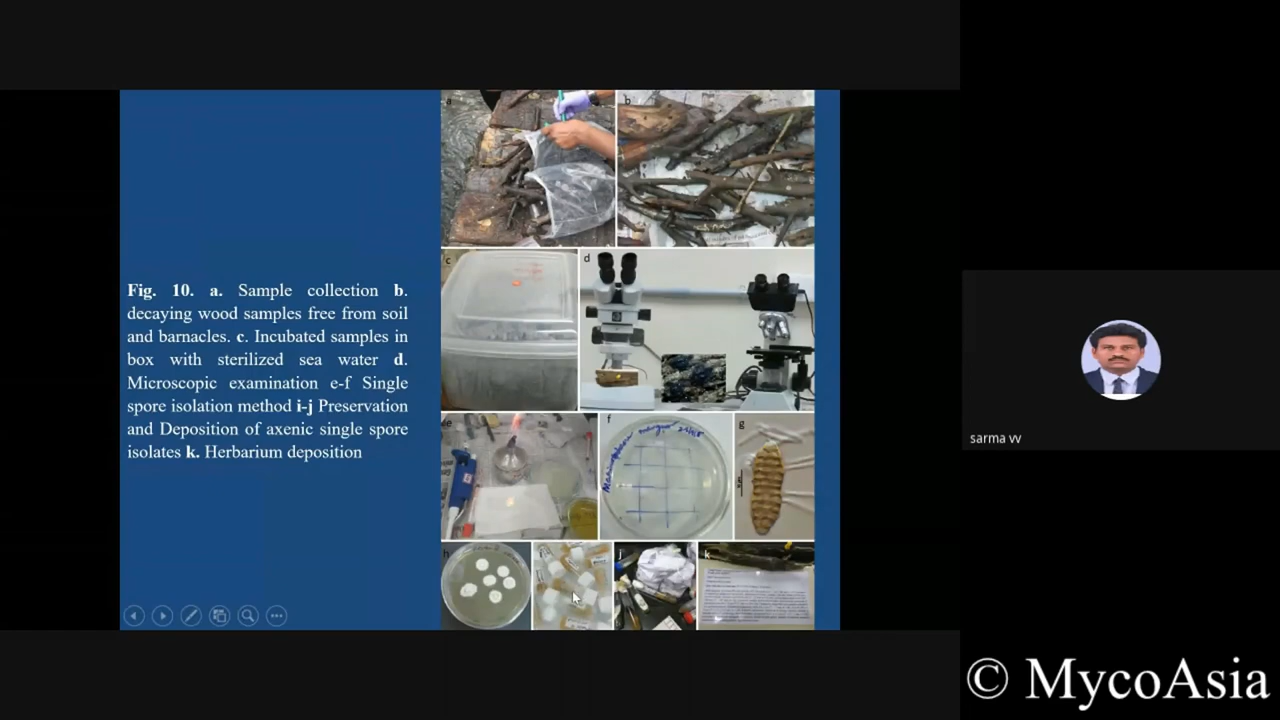 Fig. 10. a. Sample collection b.
decaying wood samples free from soil
and barnacles. c. Incubated samples in
box with sterilized sea water d.
Microscopic examination e-f Single
spore isolation method i-j Preservation
and Deposition of axenic single spore
isolates k. Herbarium deposition
a
b
c
d
e
f
g
h
j
k
sarma vv
© MycoAsia